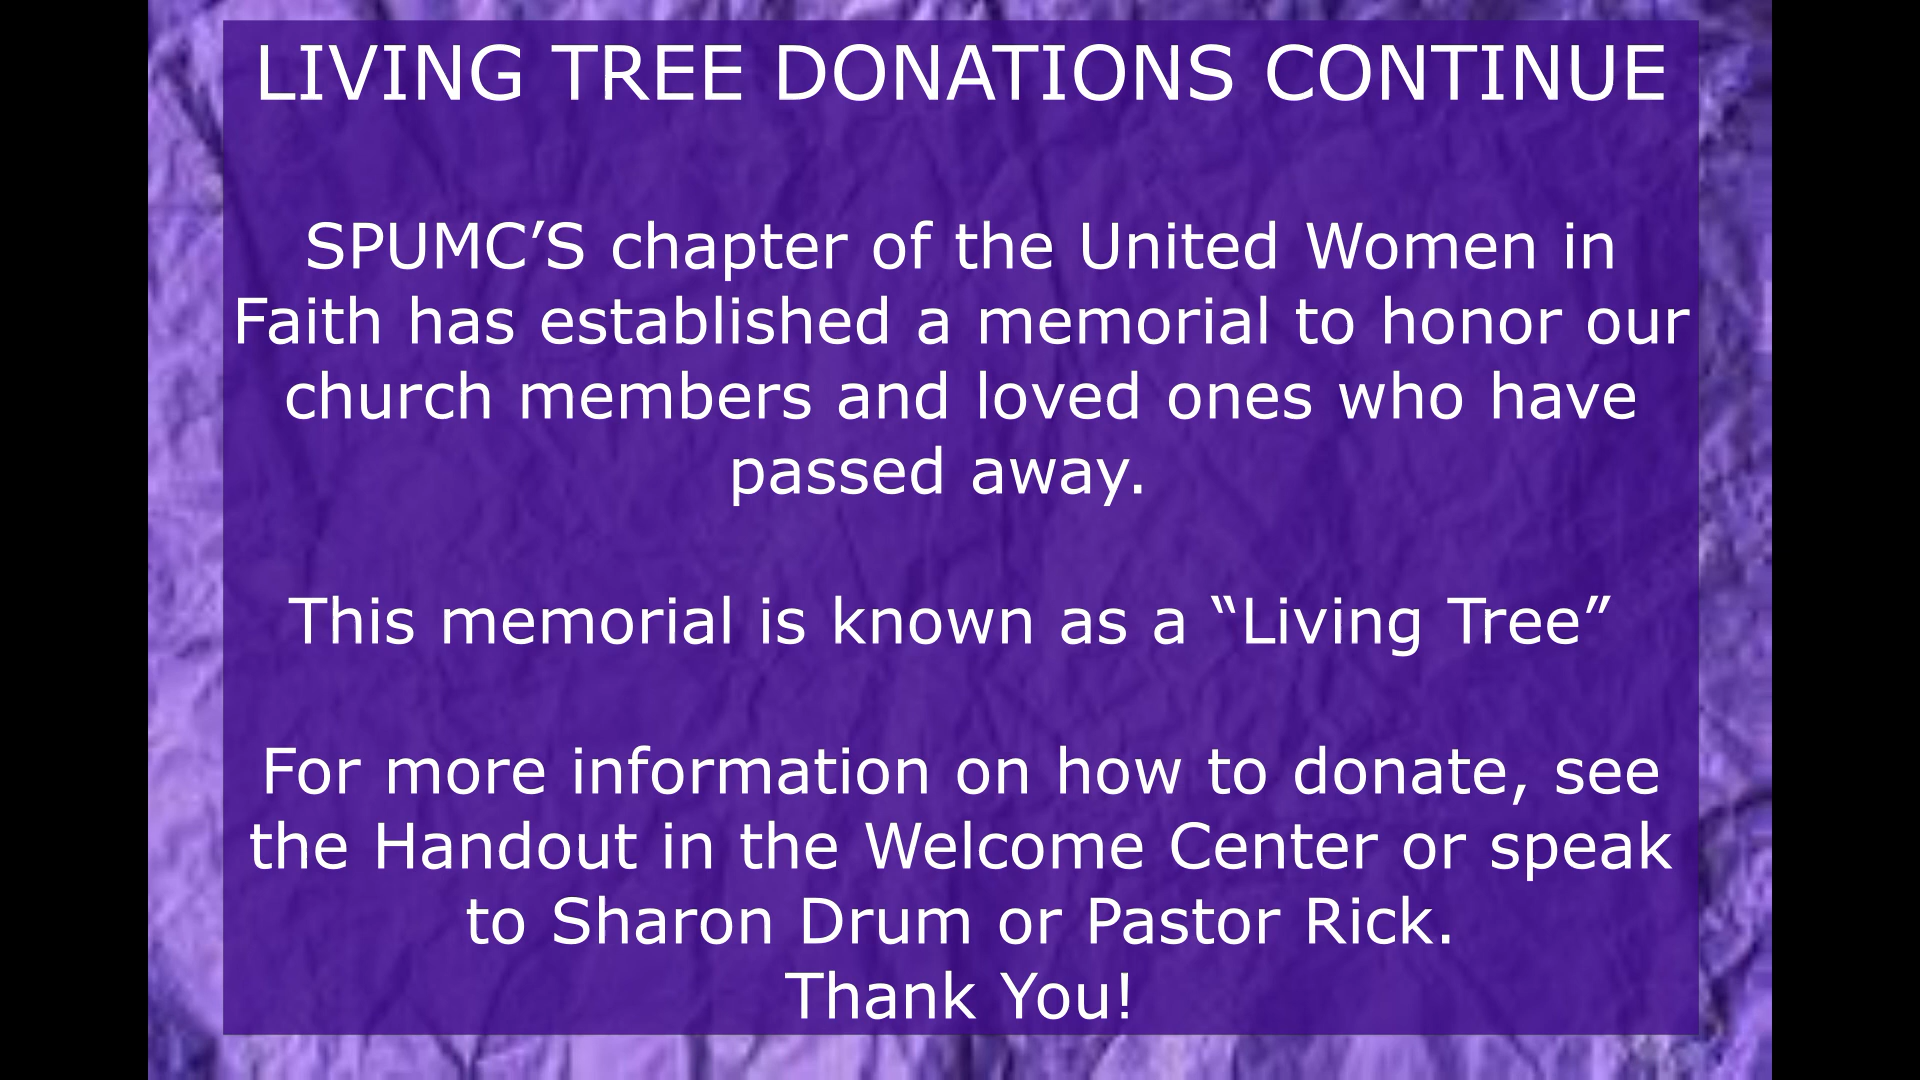 LIVING TREE DONATIONS CONTINUE
SPUMC’S chapter of the United Women in
Faith has established a memorial to honor our
church members and loved ones who have
passed away.
This memorial is known as a “Living Tree”
For more information on how to donate, see
the Handout in the Welcome Center or speak
to Sharon Drum or Pastor Rick.
Thank You!